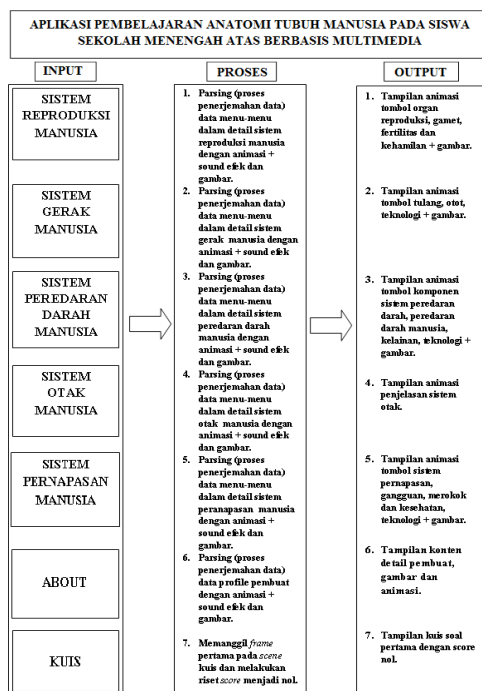 APLIKASI PEMBELAJARAN ANATOMI TUBUH MANUSIA PADA SISWA
SEKOLAH MENENGAH ATAS BERBASIS MULTIMEDIA
INPUT
SISTEM
REPRODUKSI
MANUSIA
SISTEM
GERAK
MANUSIA
SISTEM
PEREDARAN
DARAH
MANUSIA
SISTEM
OTAK
MANUSIA
SISTEM
PERNAPASAN
MANUSIA
ABOUT
KUIS
PROSES
1. Parsing (proses
penerjemahan data)
data menu-menu
dalam detail sistem
reproduksi manusia
dengan animasi +
sound efek dan
gambar.
2. Parsing (proses
penerjemahan data)
data menu-menu
dalam detail sistem
gerak manusia dengan
animasi + sound efek
dan gambar.
3. Parsing (proses
penerjemahan data)
data menu-menu
dalam detail sistem
peredaran darah
manusia dengan
animasi + sound efek
dan gambar.
4. Parsing (proses
penerjemahan data)
data menu-menu
dalam detail sistem
otak manusia dengan
animasi + sound efek
dan gambar.
5. Parsing (proses
penerjemahan data)
data menu-menu
dalam detail sistem
peranapasan manusia
dengan animasi +
sound efek dan
gambar.
6. Parsing (proses
penerjemahan data)
data profile pembuat
dengan animasi +
sound efek dan
gambar.
7. Memanggil frame
pertama pada scene
kuis dan melakukan
riset score menjadi nol.
OUTPUT
1. Tampilan animasi
tombol organ
reproduksi, gamet,
fertilitas dan
kehamilan + gambar.
2. Tampilan animasi
tombol tulang, otot,
teknologi + gambar.
3. Tampilan animasi
tombol komponen
sistem peredaran
darah, peredaran
darah manusia,
kelainan, teknologi +
gambar.
4. Tampilan animasi
penjelasan sistem
otak.
5. Tampilan animasi
tombol sistem
pernapasan,
gangguan, merokok
dan kesehatan,
teknologi + gambar.
6. Tampilan konten
detail pembuat,
gambar dan
animasi.
7. Tampilan kuis soal
pertama dengan score
nol.